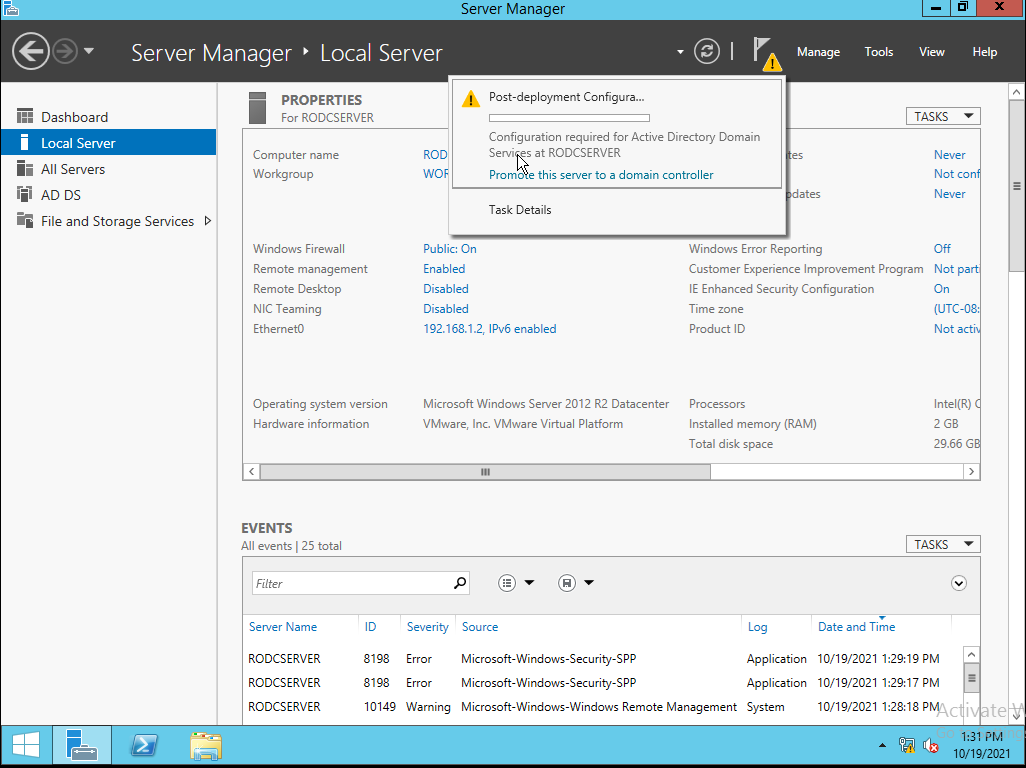 Server Manager
Server Manager ‣ Local Server
Manage Tools View Help
Dashboard
Local Server
All Servers
AD DS
File and Storage Services
PROPERTIES
For RODCSERVER
TASKS
Post-deployment Configura...
Configuration required for Active Directory Domain
Services at RODCSERVER
Promote this server to a domain controller
Task Details
Computer name ROD Never
Workgroup WOR Not conf
pdates Never
Windows Firewall Public: On Windows Error Reporting Off
Remote management Enabled Customer Experience Improvement Program Not parti
Remote Desktop Disabled IE Enhanced Security Configuration On
NIC Teaming Disabled Time zone (UTC-08:
Ethernet0 192.168.1.2, IPv6 enabled Product ID Not activ
Operating system version Microsoft Windows Server 2012 R2 Datacenter Processors Intel(R) C
Hardware information VMware, Inc. VMware Virtual Platform Installed memory (RAM) 2 GB
Total disk space 29.66 GB
EVENTS
All events | 25 total
TASKS
Filter
Server Name ID Severity Source Log Date and Time
RODCSERVER 8198 Error Microsoft-Windows-Security-SPP Application 10/19/2021 1:29:19 PM
RODCSERVER 8198 Error Microsoft-Windows-Security-SPP Application 10/19/2021 1:29:17 PM
RODCSERVER 10149 Warning Microsoft-Windows-Windows Remote Management System 10/19/2021 1:28:18 PM
Activate W
1:31 PM
10/19/2021